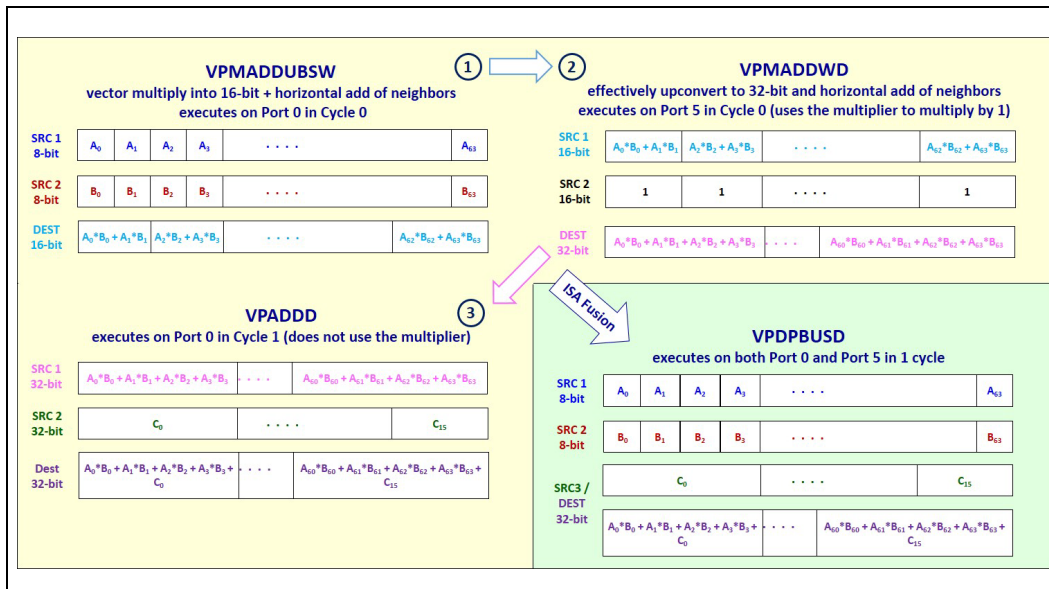 VPMADDUBSW
vector multiply into 16-bit + horizontal add of neighbors
executes on Port 0 in Cycle 0
1
SRC 1
8-bit
A₀ A₁ A₂ A₃ . . . . A₆₃
SRC 2
8-bit
B₀ B₁ B₂ B₃ . . . . B₆₃
DEST
16-bit
A₀*B₀ + A₁*B₁ A₂*B₂ + A₃*B₃ . . . . A₆₂*B₆₂ + A₆₃*B₆₃
2
VPMADDWD
effectively upconvert to 32-bit and horizontal add of neighbors
executes on Port 5 in Cycle 0 (uses the multiplier to multiply by 1)
SRC 1
16-bit
A₀*B₀ + A₁*B₁ A₂*B₂ + A₃*B₃ . . . . A₆₂*B₆₂ + A₆₃*B₆₃
SRC 2
16-bit
1 1 . . . . 1
DEST
32-bit
A₀*B₀ + A₁*B₁ + A₂*B₂ + A₃*B₃ . . . . A₆₀*B₆₀ + A₆₁*B₆₁ + A₆₂*B₆₂ + A₆₃*B₆₃
3
VPADDD
executes on Port 0 in Cycle 1 (does not use the multiplier)
SRC 1
32-bit
A₀*B₀ + A₁*B₁ + A₂*B₂ + A₃*B₃ . . . . A₆₀*B₆₀ + A₆₁*B₆₁ + A₆₂*B₆₂ + A₆₃*B₆₃
SRC 2
32-bit
C₀ . . . . C₁₅
Dest
32-bit
A₀*B₀ + A₁*B₁ + A₂*B₂ + A₃*B₃ +
C₀
. . . .
A₆₀*B₆₀ + A₆₁*B₆₁ + A₆₂*B₆₂ + A₆₃*B₆₃ +
C₁₅
ISA Fusion
VPDPBUSD
executes on both Port 0 and Port 5 in 1 cycle
SRC 1
8-bit
A₀ A₁ A₂ A₃ . . . . A₆₃
SRC 2
8-bit
B₀ B₁ B₂ B₃ . . . . B₆₃
SRC3 /
DEST
32-bit
C₀ . . . . C₁₅
A₀*B₀ + A₁*B₁ + A₂*B₂ + A₃*B₃ +
C₀
. . . .
A₆₀*B₆₀ + A₆₁*B₆₁ + A₆₂*B₆₂ + A₆₃*B₆₃ +
C₁₅